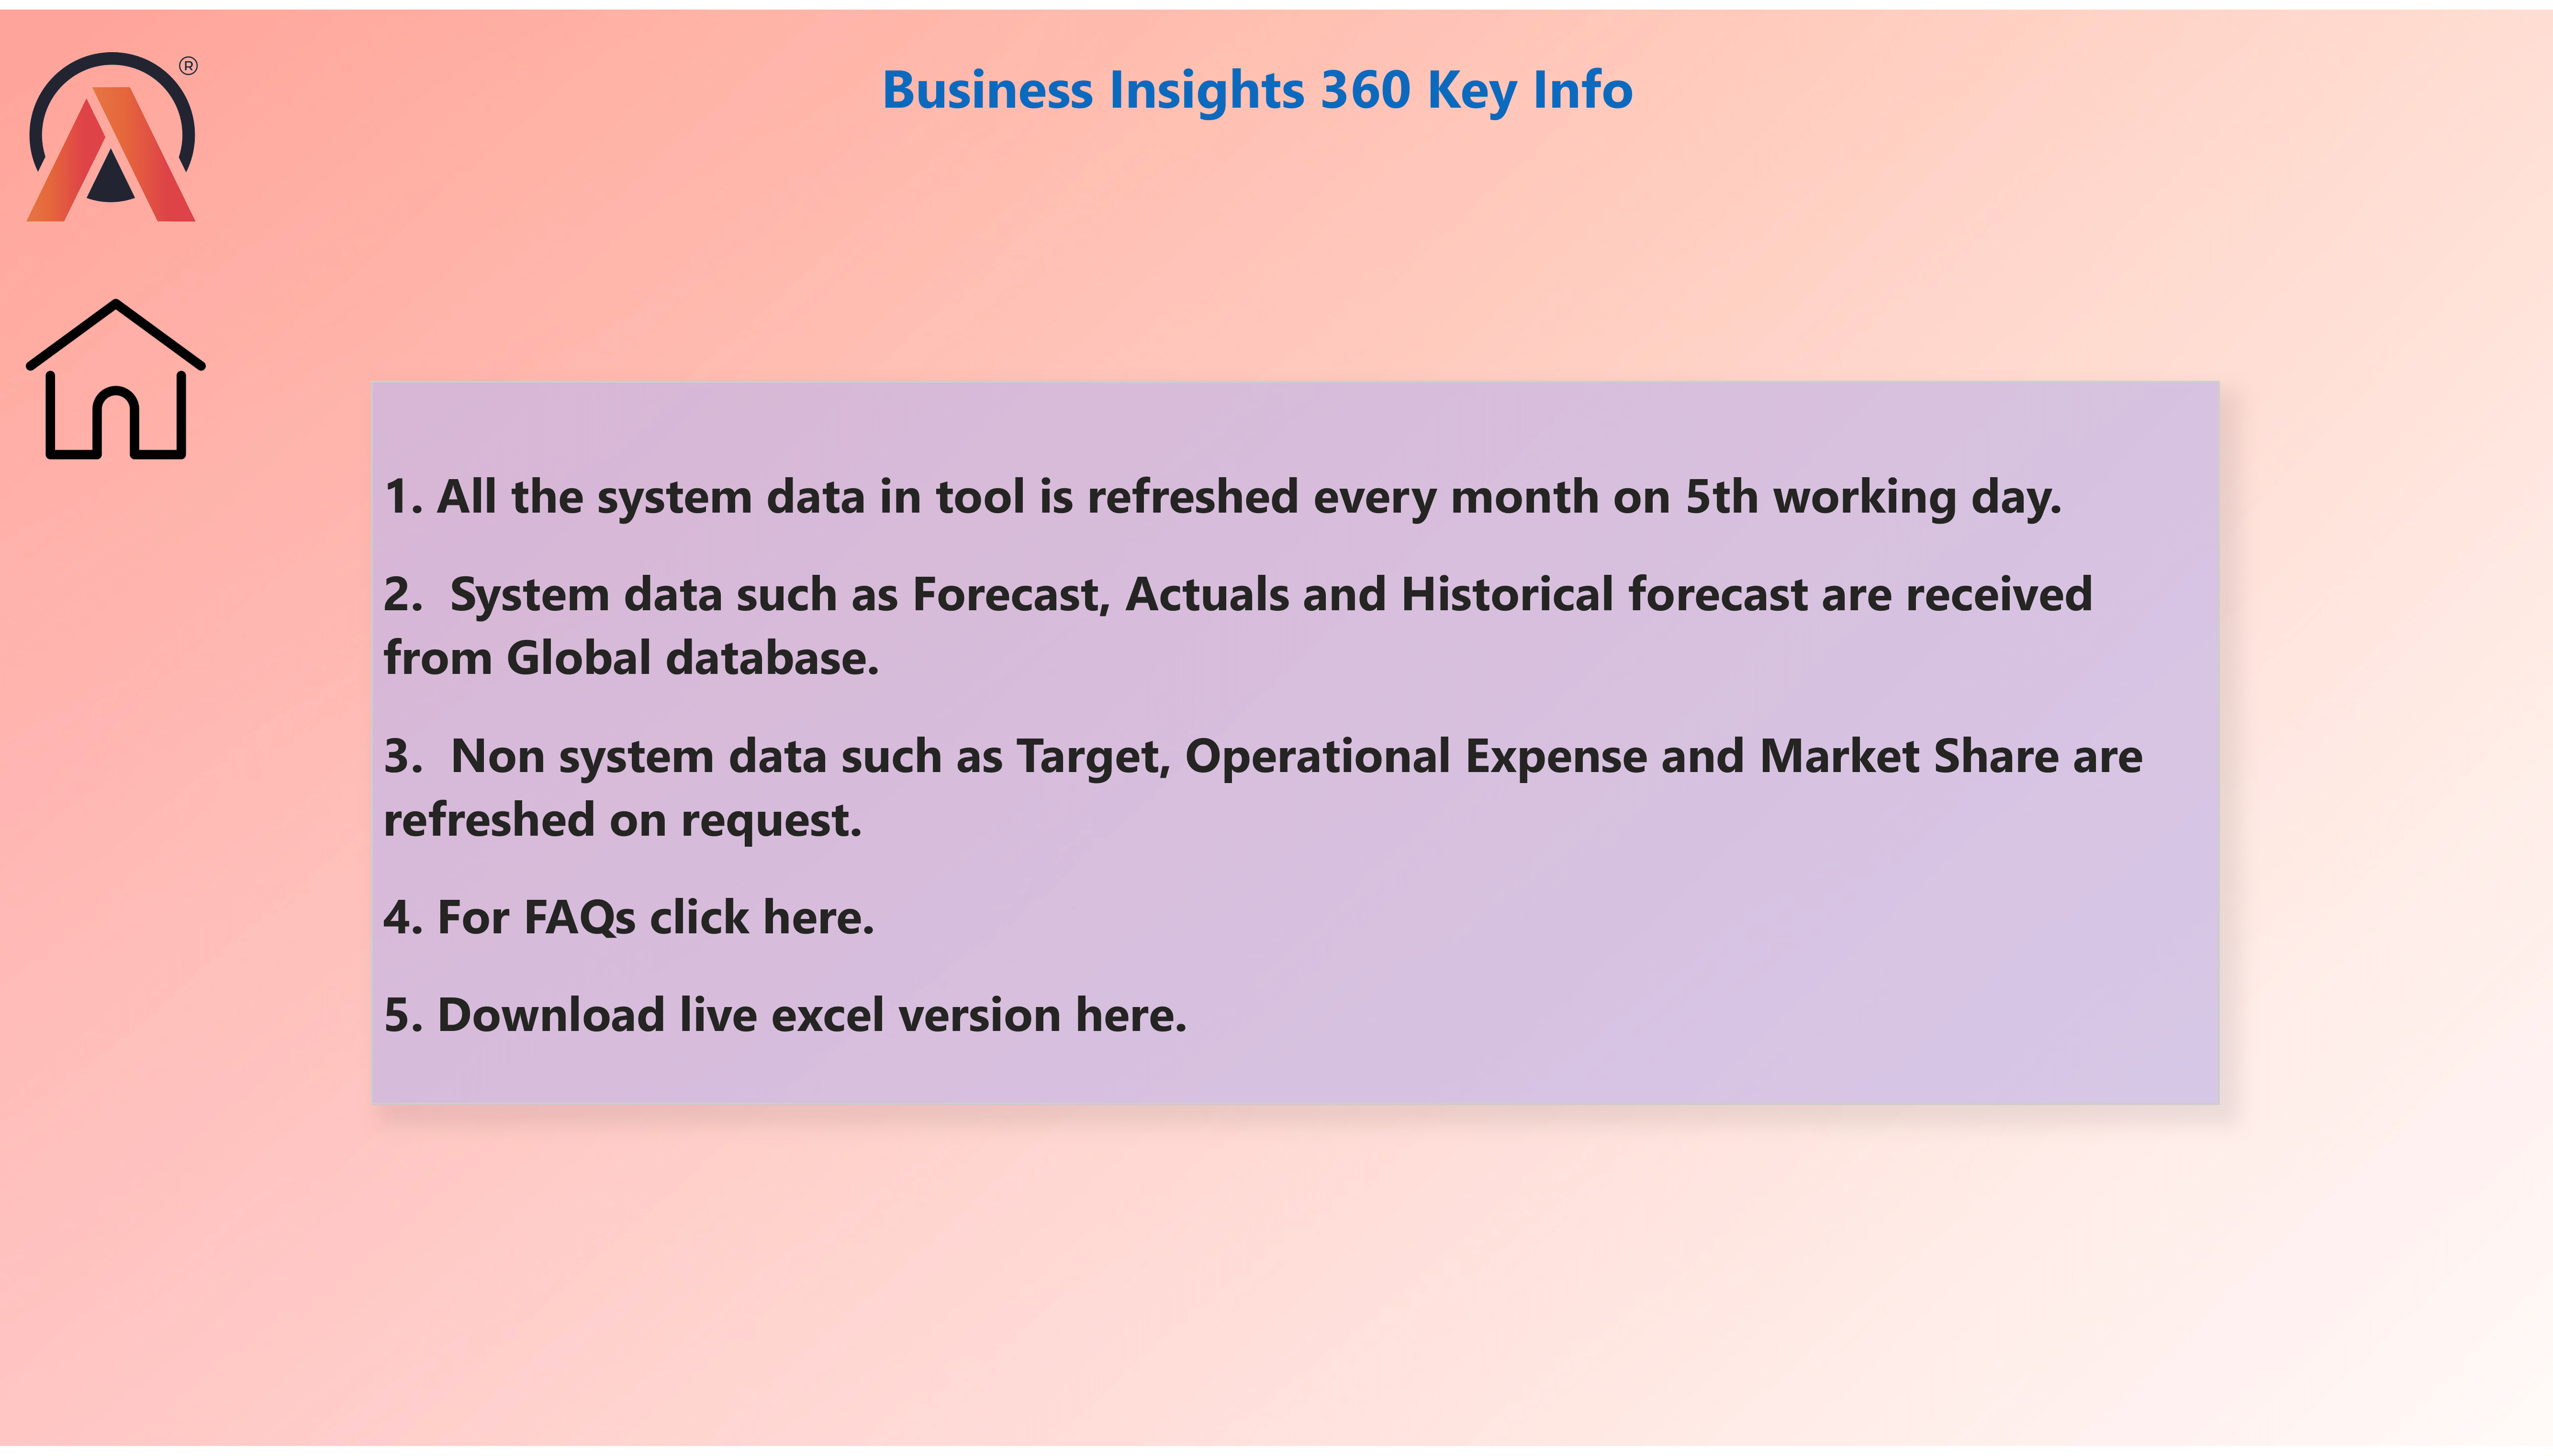 ®
Business Insights 360 Key Info
1. All the system data in tool is refreshed every month on 5th working day.
2.  System data such as Forecast, Actuals and Historical forecast are received
from Global database.
3.  Non system data such as Target, Operational Expense and Market Share are
refreshed on request.
4. For FAQs click here.
5. Download live excel version here.